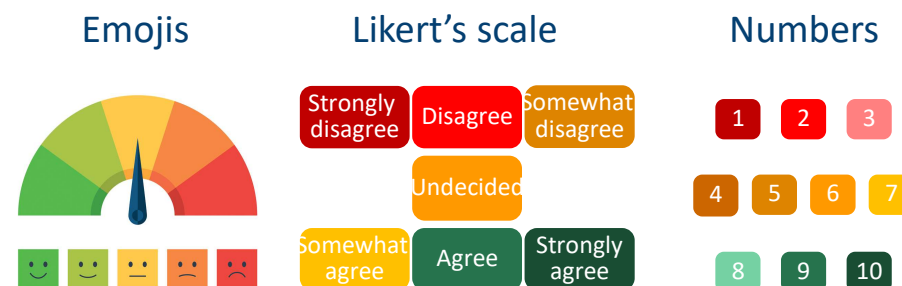 Emojis
Likert's scale
Numbers
Strongly
disagree
Disagree
Somewhat
disagree
Undecided
Somewhat
agree
Agree
Strongly
agree
1 2 3
4 5 6 7
8 9 10